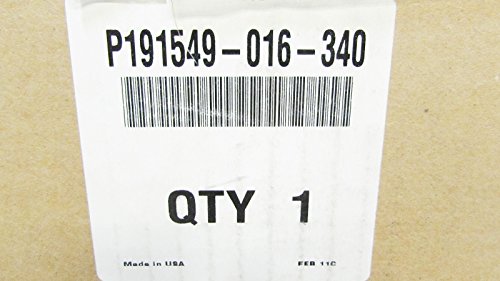 P191549-016-340
QTY 1
Made in USA FEB 11C